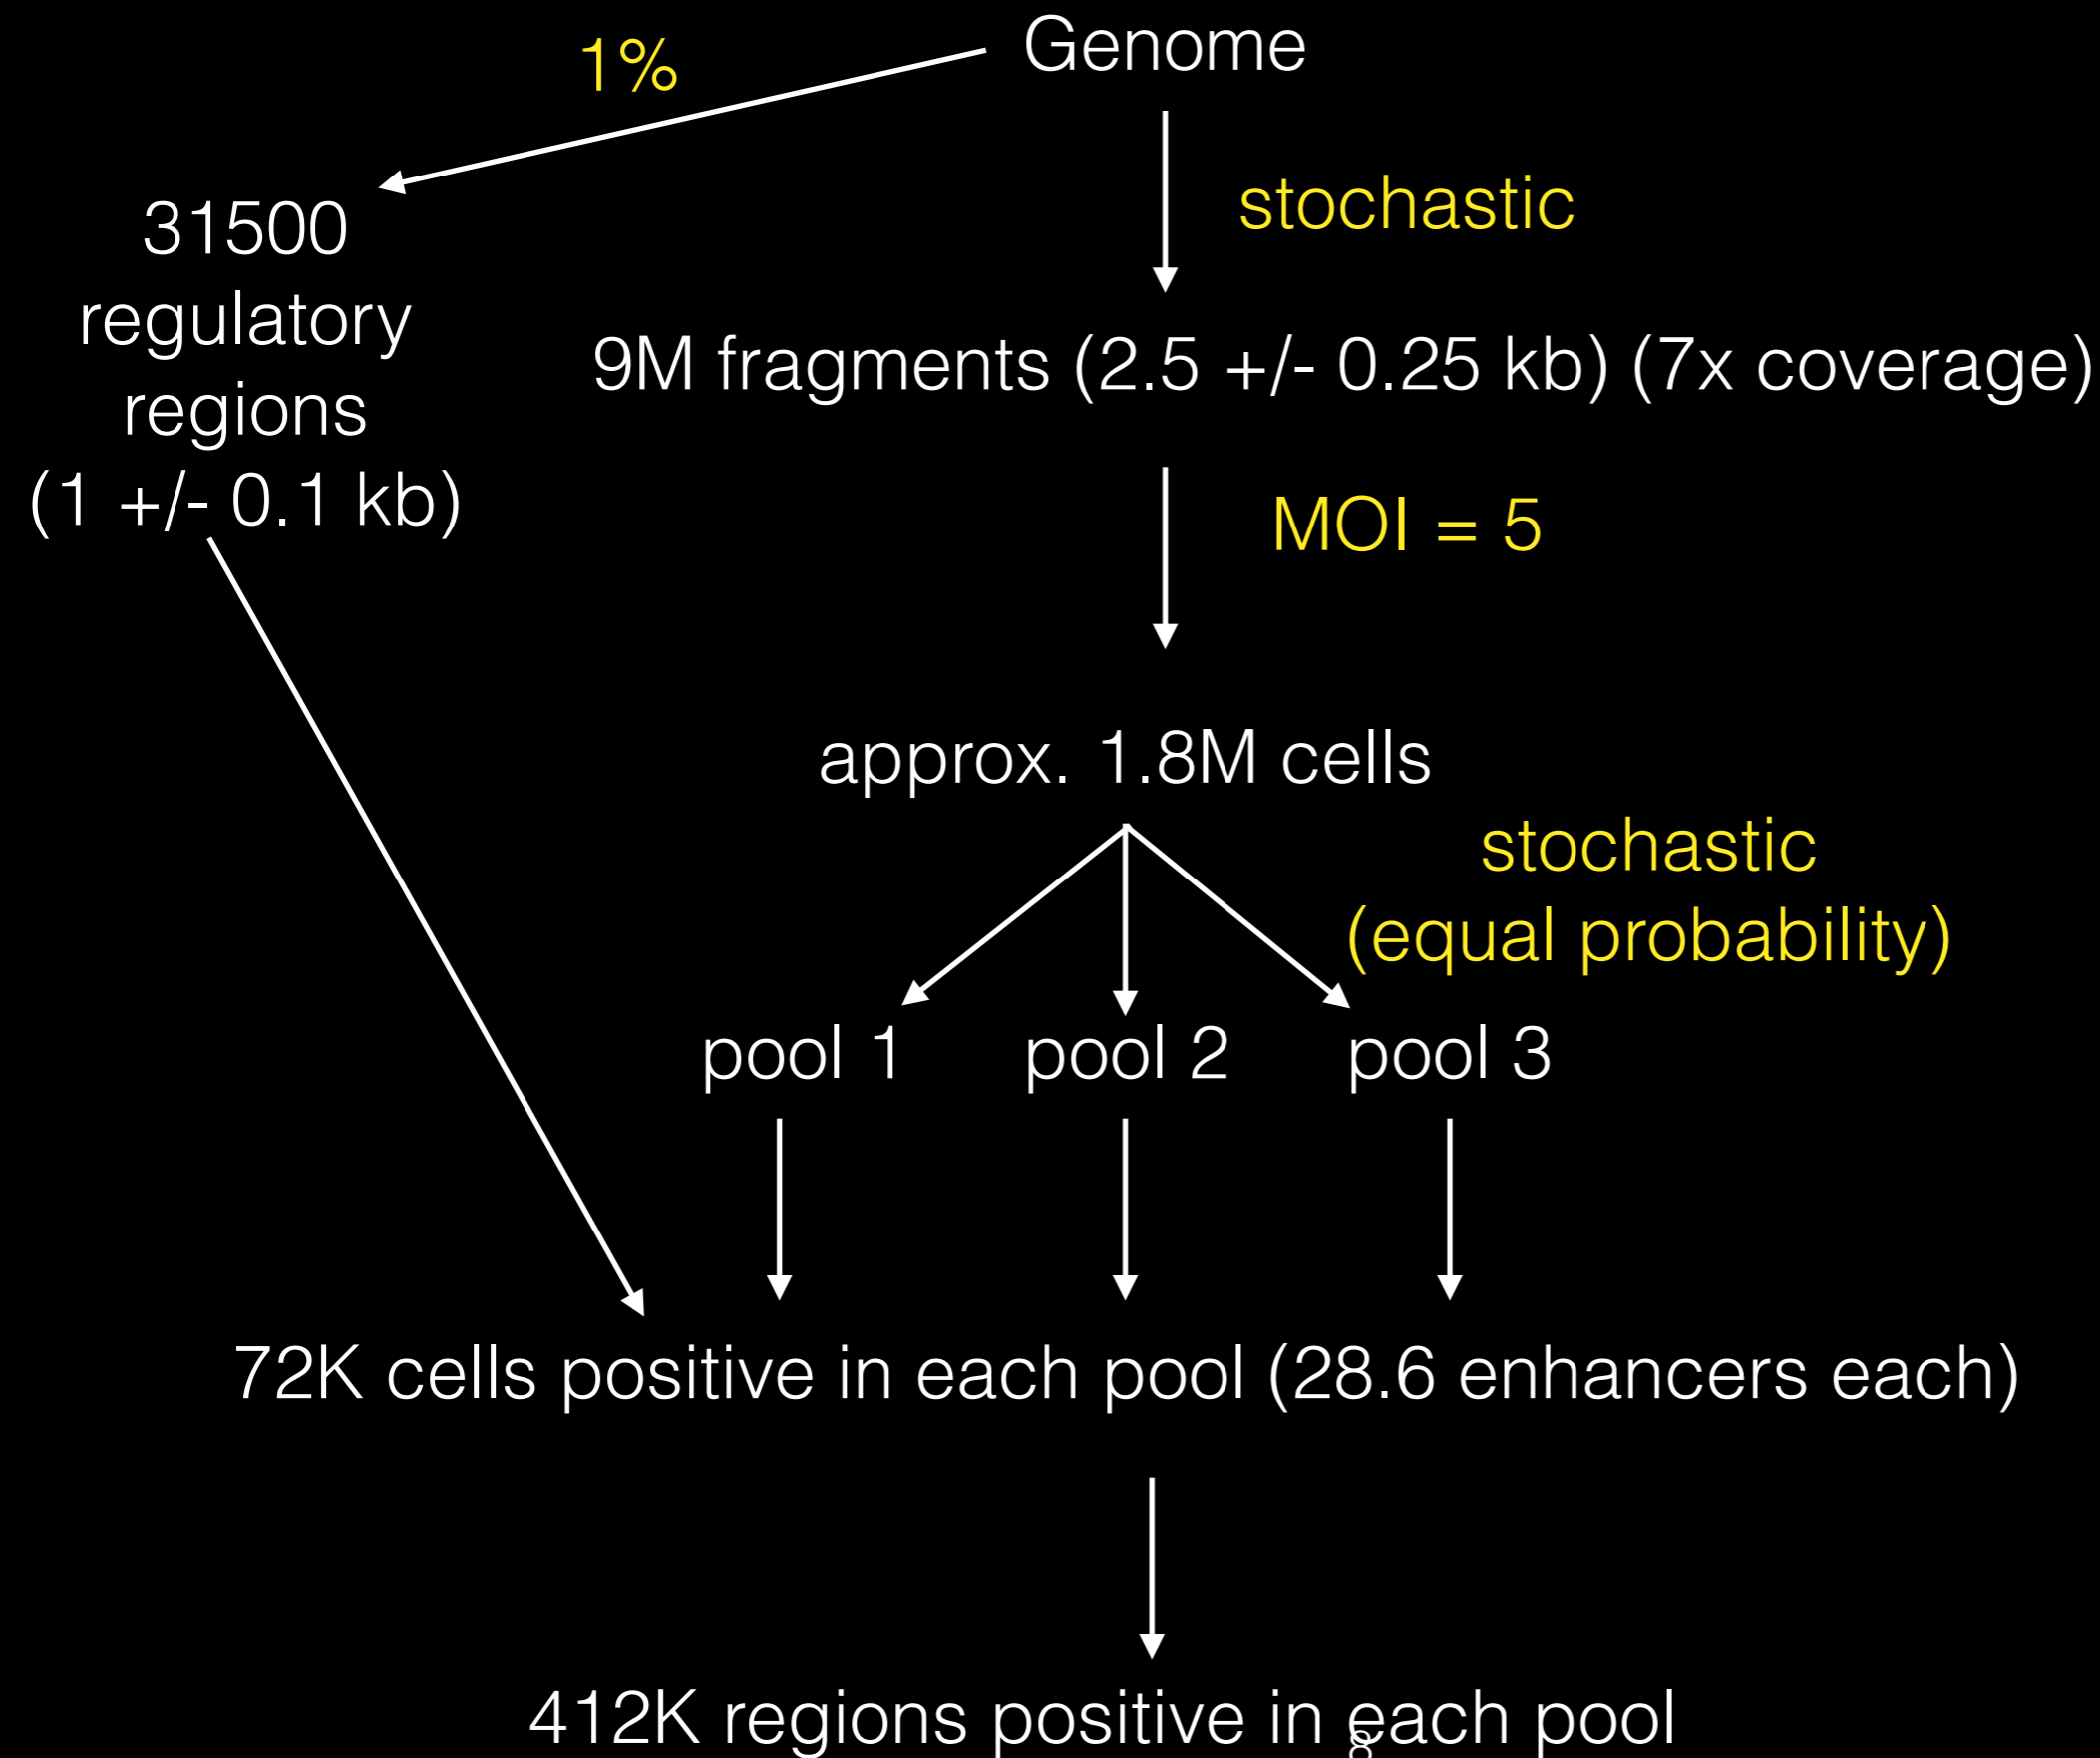 Genome
1%
stochastic
31500
regulatory
regions
(1 +/- 0.1 kb)
9M fragments (2.5 +/- 0.25 kb) (7x coverage)
MOI = 5
approx. 1.8M cells
stochastic
(equal probability)
pool 1
pool 2
pool 3
72K cells positive in each pool (28.6 enhancers each)
412K regions positive in each pool